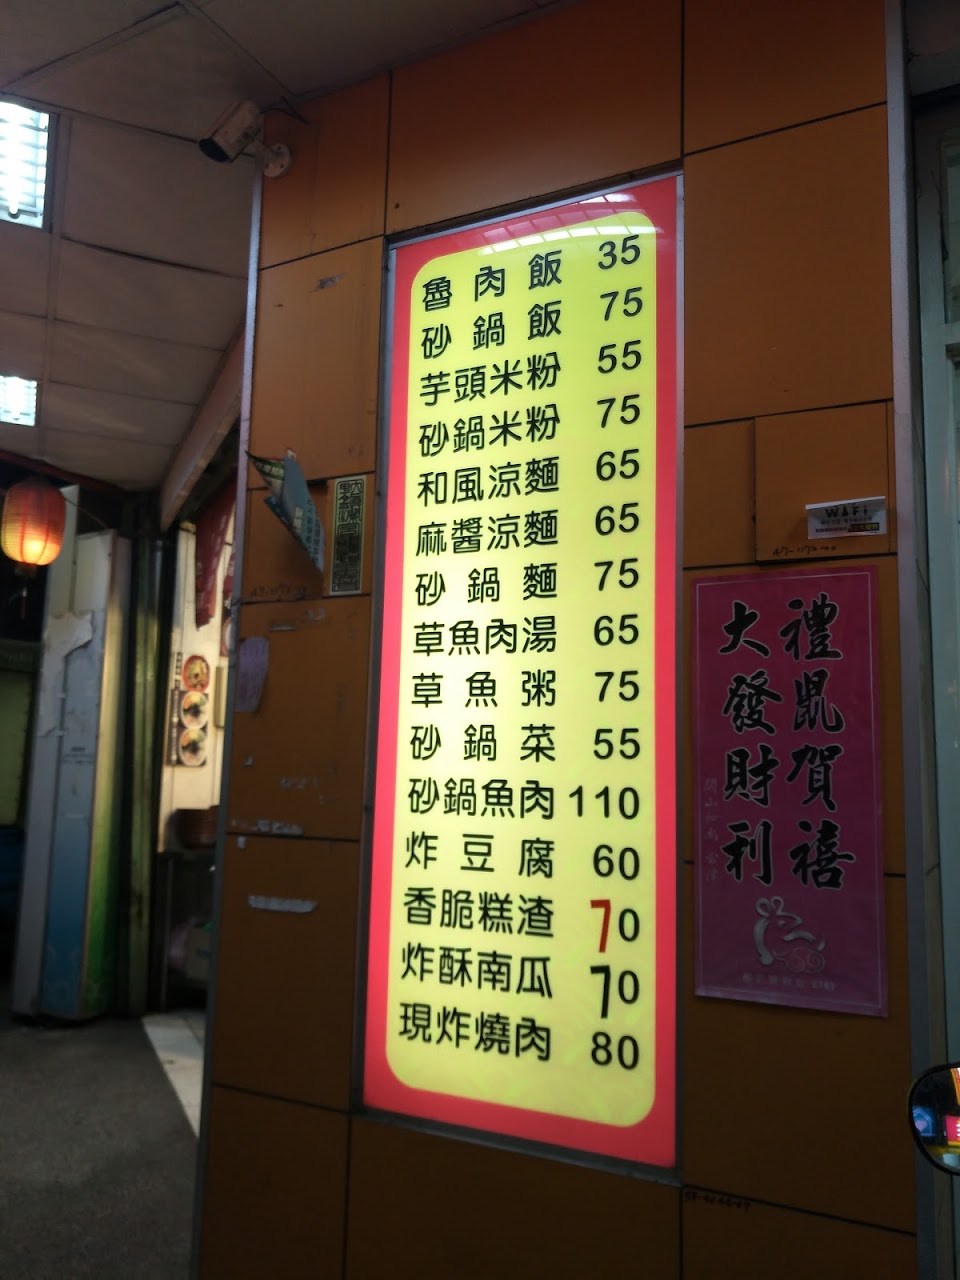 魯肉飯 35
砂鍋飯 75
芋頭米粉 55
砂鍋米粉 75
和風涼麵 65
麻醬涼麵 65
砂鍋麵 75
草魚肉湯 65
草魚粥 75
砂鍋菜 55
砂鍋魚肉 110
炸豆腐 60
香脆糕渣 70
炸酥南瓜 70
現炸燒肉 80
WiFi
禮鼠賀禧
大發財利